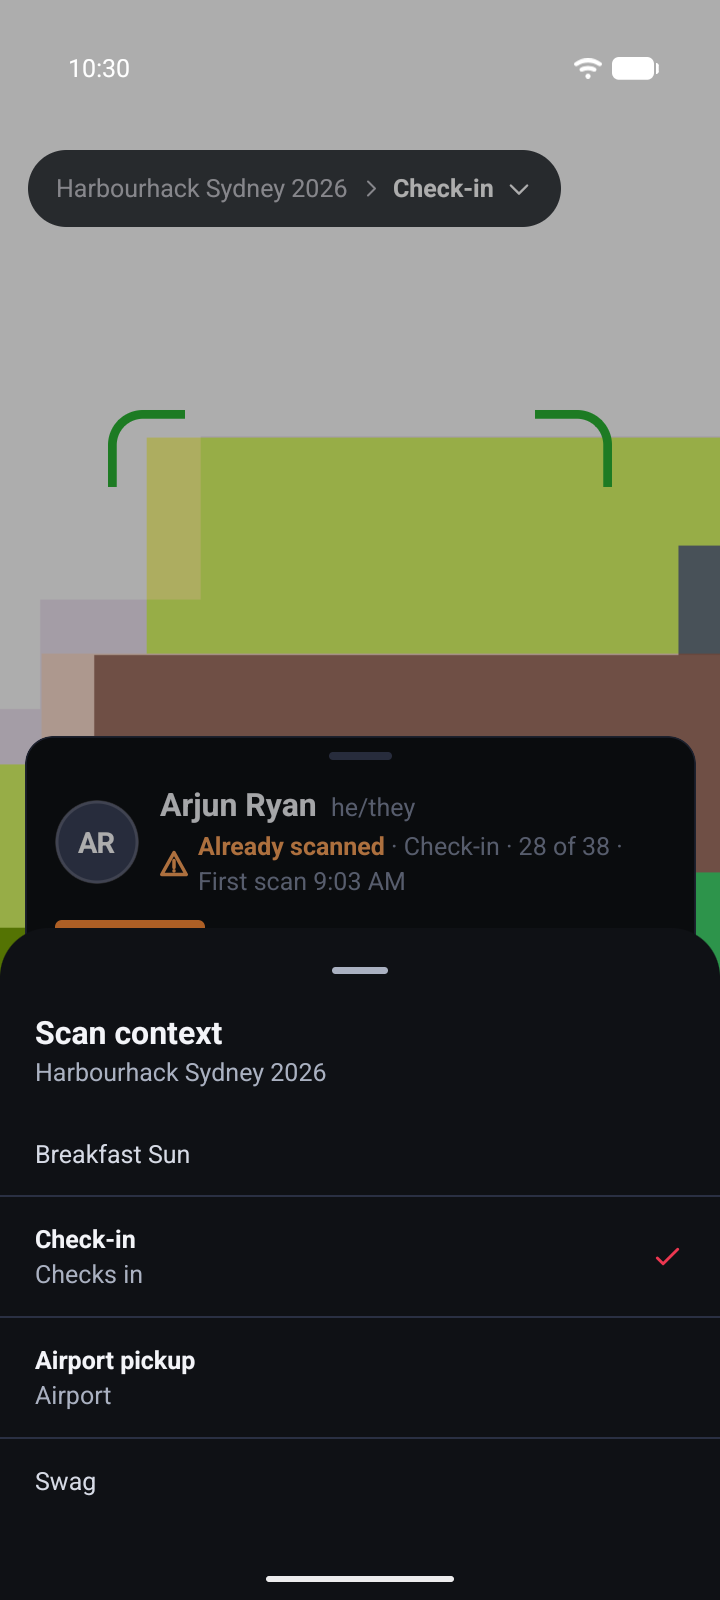 10:30
Harbourhack Sydney 2026 > Check-in
Arjun Ryan he/they
AR
Already scanned · Check-in · 28 of 38 ·
First scan 9:03 AM
Scan context
Harbourhack Sydney 2026
Breakfast Sun
Check-in
Checks in
Airport pickup
Airport
Swag